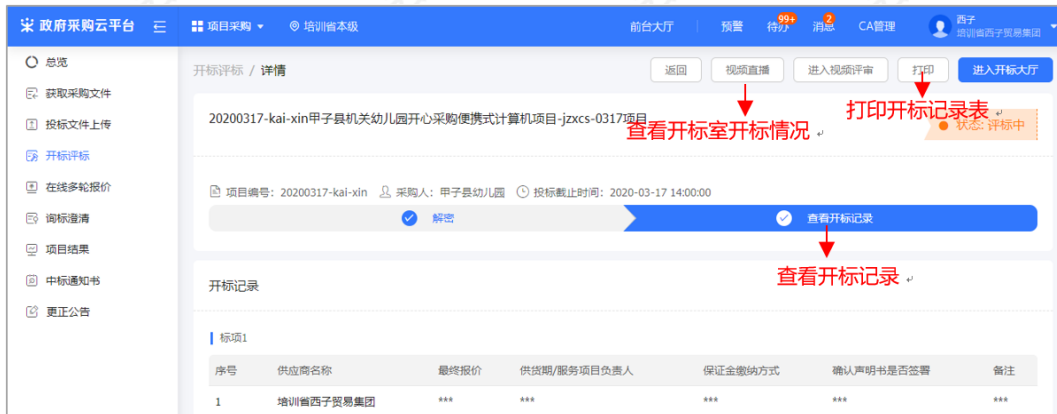 政府采购云平台 项目采购 培训省本级 前台大厅 预警 待办 99+ 消息 2 CA管理 西子
培训省西子贸易集团
总览
获取采购文件
投标文件上传
开标评标
在线多轮报价
询标澄清
项目结果
中标通知书
更正公告
开标评标 / 详情 返回 视频直播 进入视频评审 打印 进入开标大厅
打印开标记录表
20200317-kai-xin甲子县机关幼儿园开心采购便携式计算机项目-jzxcs-0317项目
查看开标室开标情况
状态: 评标中
项目编号：20200317-kai-xin 采购人：甲子县幼儿园 投标截止时间：2020-03-17 14:00:00
解密 查看开标记录
查看开标记录
开标记录
标项1
序号 供应商名称 最终报价 供货期/服务项目负责人 保证金缴纳方式 确认声明书是否签署 备注
1 培训省西子贸易集团 *** *** *** *** ***